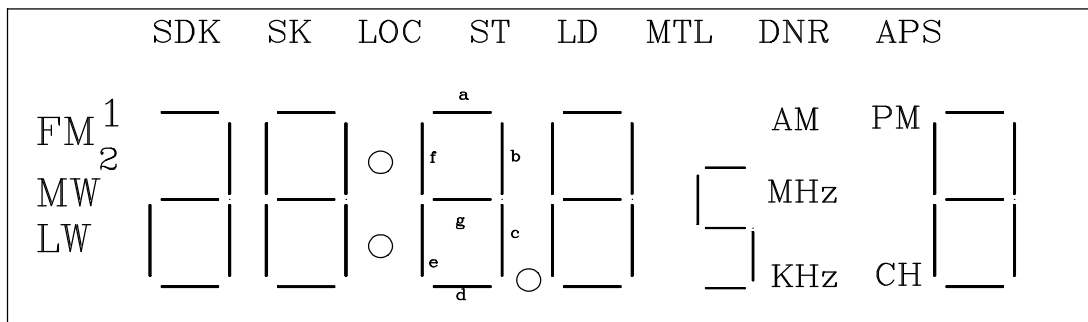 SDK SK LOC ST LD MTL DNR APS
a
FM 1 AM PM
2
f b
MW MHz
g
LW c
e
KHz CH
d